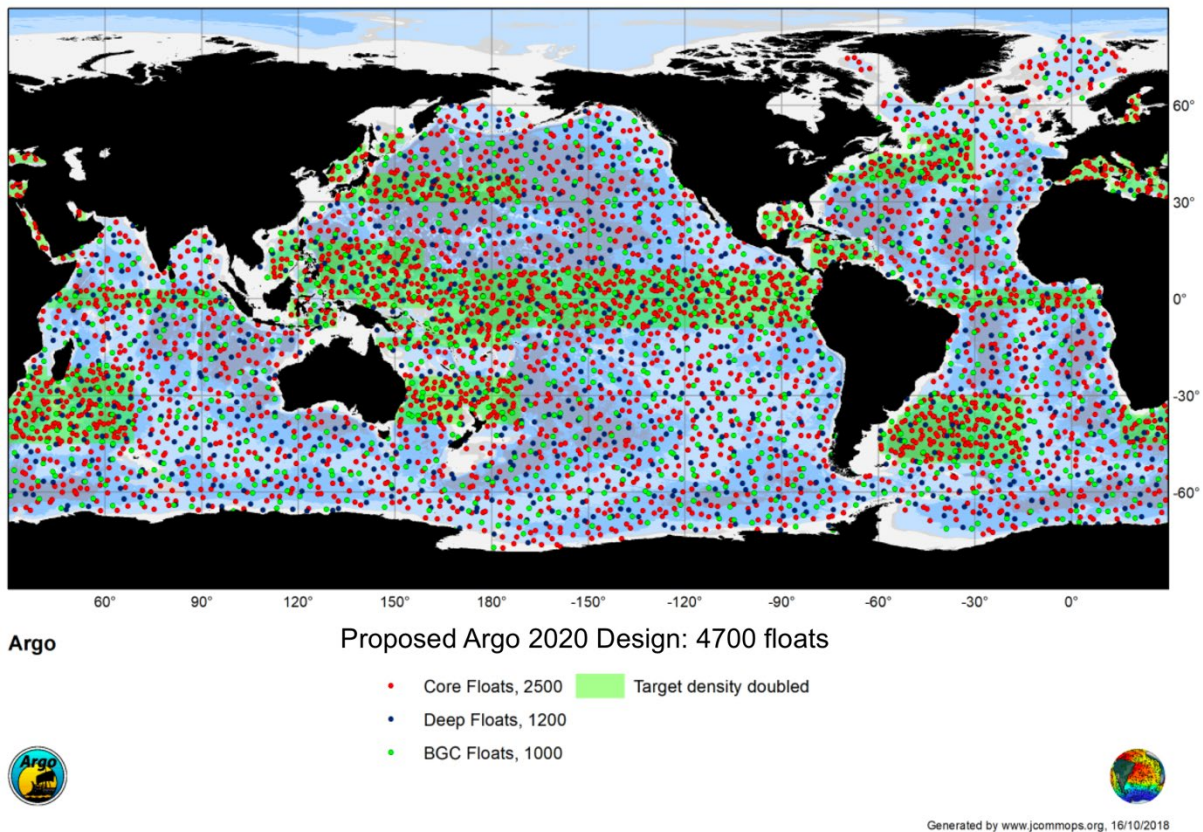 60°
30°
0°
-30°
-60°
60° 90° 120° 150° 180° -150° -120° -90° -60° -30° 0°
Argo
Proposed Argo 2020 Design: 4700 floats
Core Floats, 2500 Target density doubled
Deep Floats, 1200
BGC Floats, 1000
Argo
Generated by www.jcommops.org, 16/10/2018